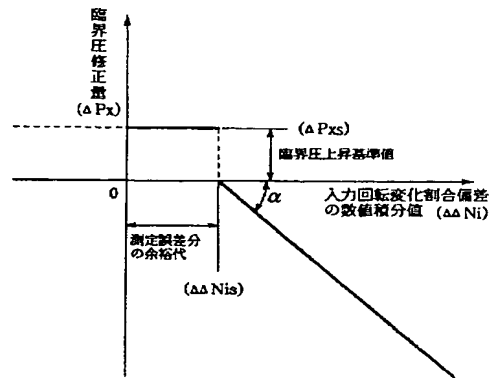 臨界圧修正量
(ΔPx)
(ΔPxs)
臨界圧上昇基準値
0
α
入力回転変化割合偏差
の数値積分値 (ΔΔNi)
測定誤差分
の余裕代
(ΔΔNis)